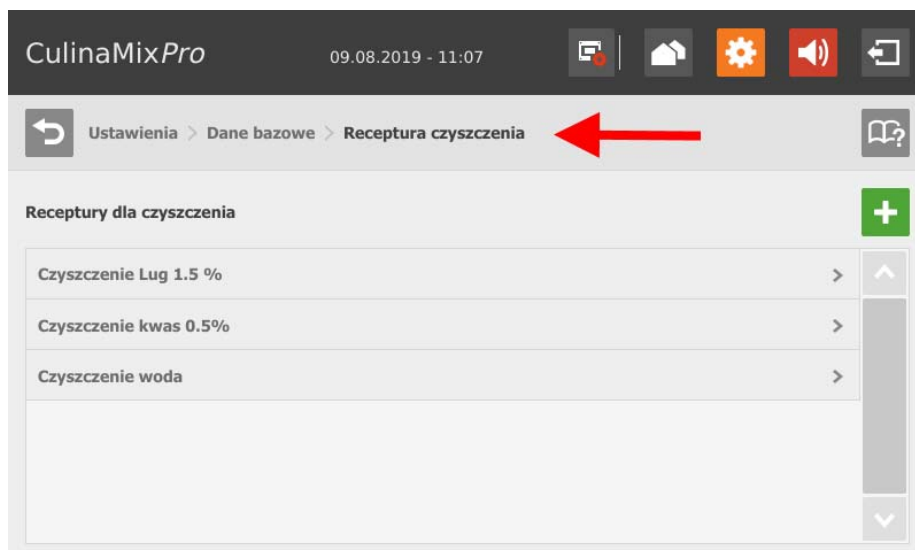 CulinaMixPro 09.08.2019 - 11:07
Ustawienia > Dane bazowe > Receptura czyszczenia
Receptury dla czyszczenia
Czyszczenie Lug 1.5 %
Czyszczenie kwas 0.5%
Czyszczenie woda